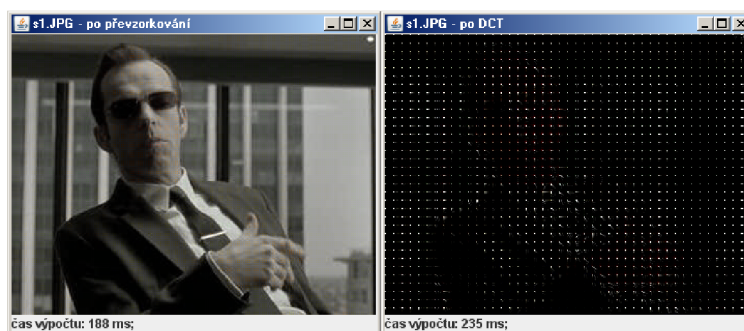 s1.JPG - po převzorkování
s1.JPG - po DCT
čas výpočtu: 188 ms;
čas výpočtu: 235 ms;